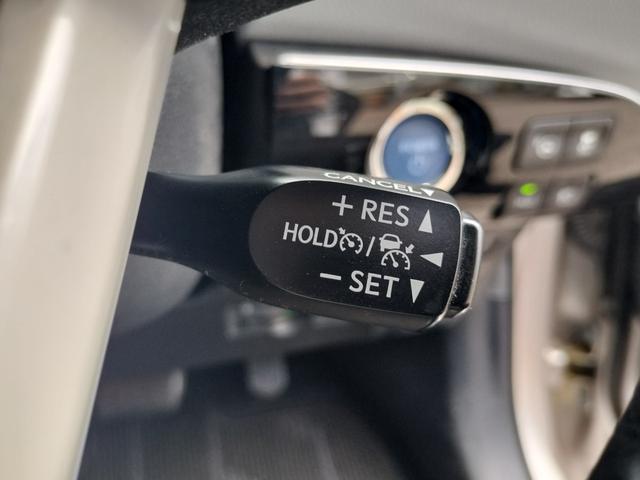 CANCEL
+ RES
HOLD /
− SET